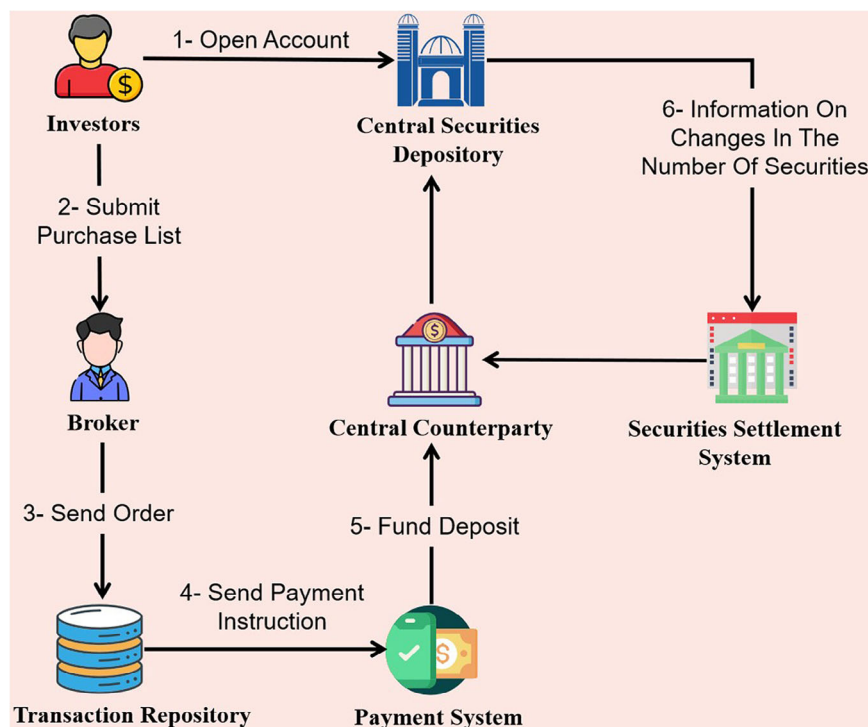 1- Open Account
Investors
Central Securities
Depository
6- Information On
Changes In The
Number Of Securities
2- Submit
Purchase List
Broker
Central Counterparty
Securities Settlement
System
3- Send Order
5- Fund Deposit
4- Send Payment
Instruction
Transaction Repository
Payment System